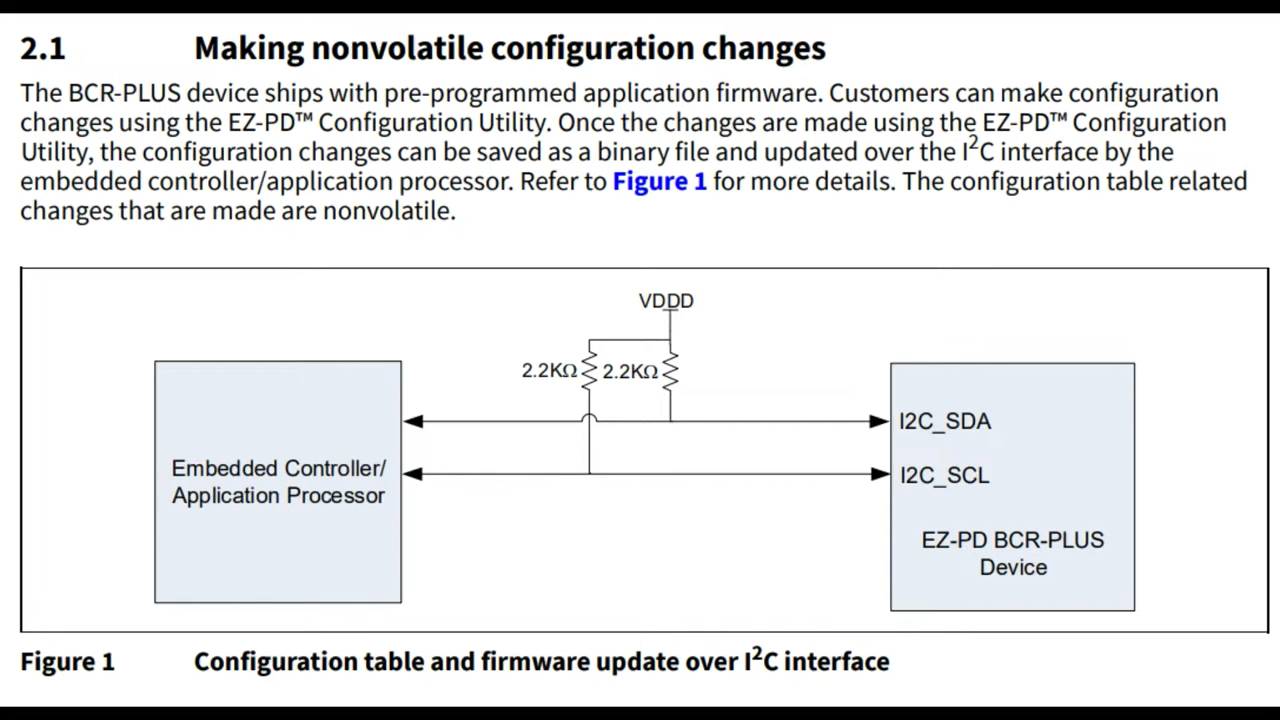 2.1 Making nonvolatile configuration changes
The BCR-PLUS device ships with pre-programmed application firmware. Customers can make configuration
changes using the EZ-PD™ Configuration Utility. Once the changes are made using the EZ-PD™ Configuration
Utility, the configuration changes can be saved as a binary file and updated over the I²C interface by the
embedded controller/application processor. Refer to Figure 1 for more details. The configuration table related
changes that are made are nonvolatile.
VDDD
2.2KΩ 2.2KΩ
I2C_SDA
Embedded Controller/
Application Processor
I2C_SCL
EZ-PD BCR-PLUS
Device
Figure 1 Configuration table and firmware update over I²C interface